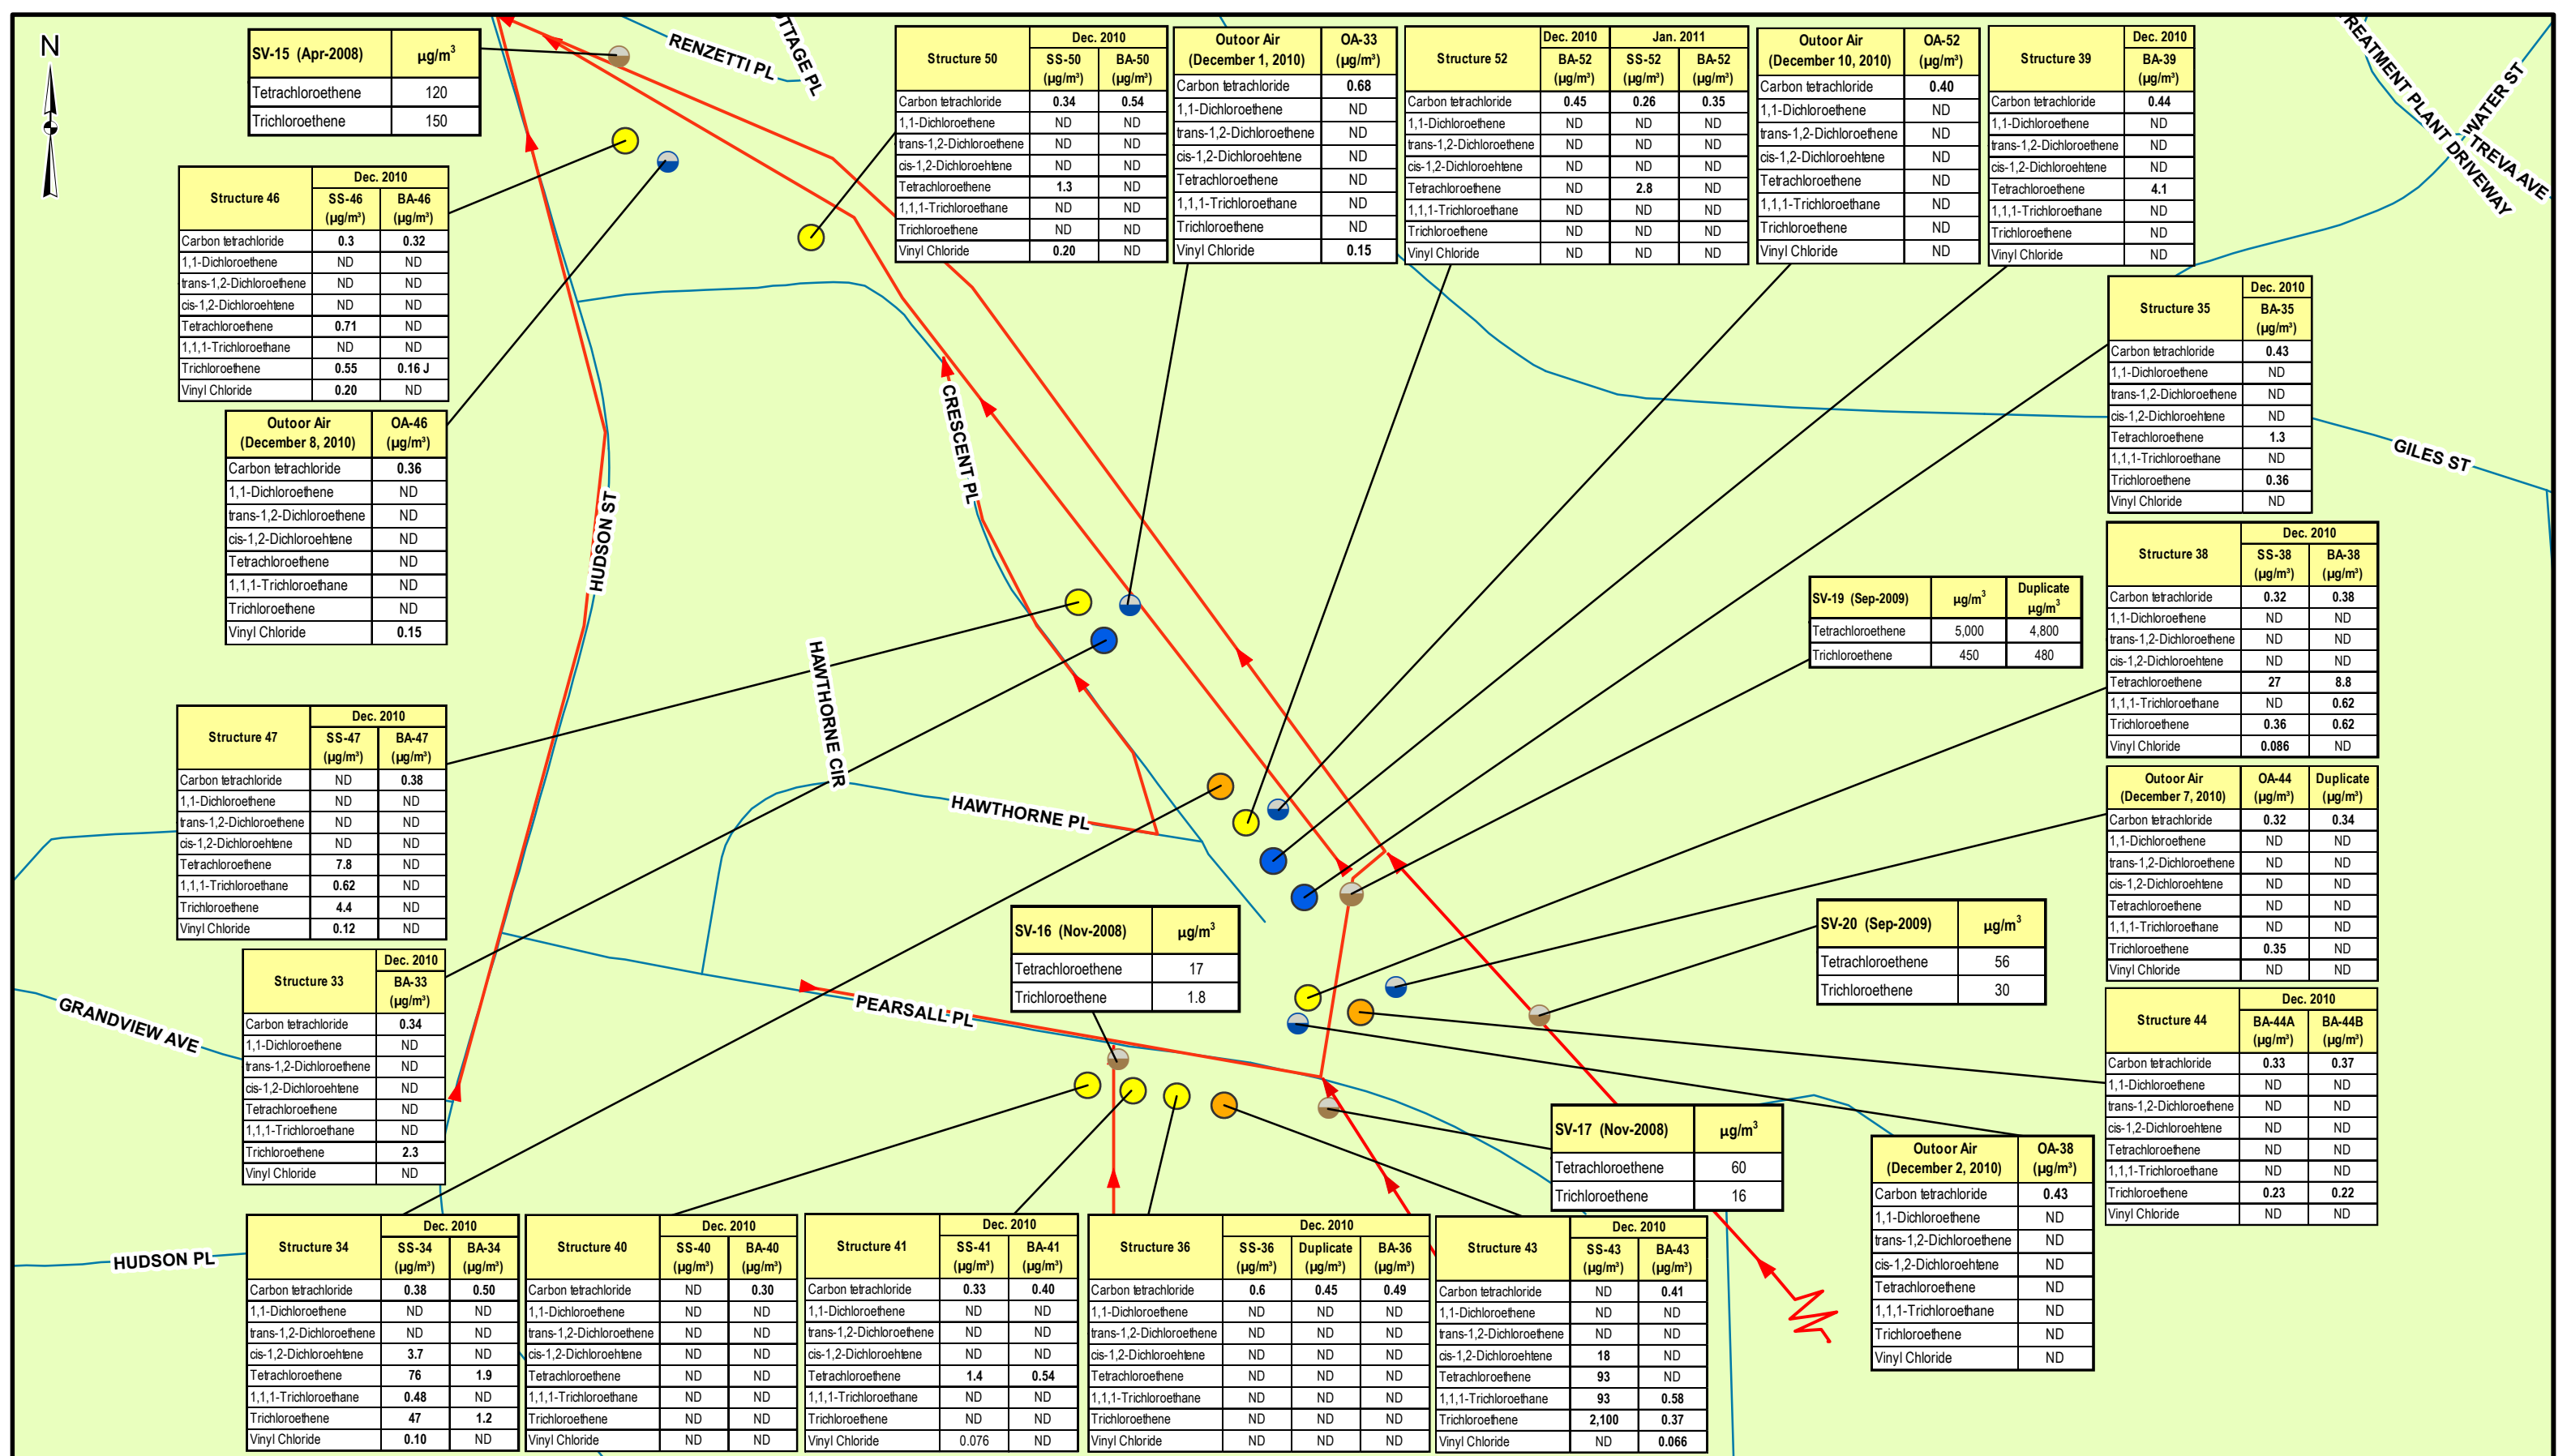 N
SV-15 (Apr-2008) µg/m³
Tetrachloroethene 120
Trichloroethene 150
RENZETTI PL
TTAGE PL
Structure 50 Dec. 2010
SS-50 (µg/m³) BA-50 (µg/m³)
Carbon tetrachloride 0.34 0.54
1,1-Dichloroethene ND ND
trans-1,2-Dichloroethene ND ND
cis-1,2-Dichloroehtene ND ND
Tetrachloroethene 1.3 ND
1,1,1-Trichloroethane ND ND
Trichloroethene ND ND
Vinyl Chloride 0.20 ND
Outoor Air (December 1, 2010) OA-33 (µg/m³)
Carbon tetrachloride 0.68
1,1-Dichloroethene ND
trans-1,2-Dichloroethene ND
cis-1,2-Dichloroehtene ND
Tetrachloroethene ND
1,1,1-Trichloroethane ND
Trichloroethene ND
Vinyl Chloride 0.15
Structure 52 Dec. 2010 Jan. 2011
BA-52 (µg/m³) SS-52 (µg/m³) BA-52 (µg/m³)
Carbon tetrachloride 0.45 0.26 0.35
1,1-Dichloroethene ND ND ND
trans-1,2-Dichloroethene ND ND ND
cis-1,2-Dichloroehtene ND ND ND
Tetrachloroethene ND 2.8 ND
1,1,1-Trichloroethane ND ND ND
Trichloroethene ND ND ND
Vinyl Chloride ND ND ND
Outoor Air (December 10, 2010) OA-52 (µg/m³)
Carbon tetrachloride 0.40
1,1-Dichloroethene ND
trans-1,2-Dichloroethene ND
cis-1,2-Dichloroehtene ND
Tetrachloroethene ND
1,1,1-Trichloroethane ND
Trichloroethene ND
Vinyl Chloride ND
Structure 39 Dec. 2010
BA-39 (µg/m³)
Carbon tetrachloride 0.44
1,1-Dichloroethene ND
trans-1,2-Dichloroethene ND
cis-1,2-Dichloroehtene ND
Tetrachloroethene 4.1
1,1,1-Trichloroethane ND
Trichloroethene ND
Vinyl Chloride ND
TREATMENT PLANT DRIVEWAY
WATER ST
TREVA AVE
Structure 46 Dec. 2010
SS-46 (µg/m³) BA-46 (µg/m³)
Carbon tetrachloride 0.3 0.32
1,1-Dichloroethene ND ND
trans-1,2-Dichloroethene ND ND
cis-1,2-Dichloroehtene ND ND
Tetrachloroethene 0.71 ND
1,1,1-Trichloroethane ND ND
Trichloroethene 0.55 0.16 J
Vinyl Chloride 0.20 ND
Structure 35 Dec. 2010
BA-35 (µg/m³)
Carbon tetrachloride 0.43
1,1-Dichloroethene ND
trans-1,2-Dichloroethene ND
cis-1,2-Dichloroehtene ND
Tetrachloroethene 1.3
1,1,1-Trichloroethane ND
Trichloroethene 0.36
Vinyl Chloride ND
Outoor Air (December 8, 2010) OA-46 (µg/m³)
Carbon tetrachloride 0.36
1,1-Dichloroethene ND
trans-1,2-Dichloroethene ND
cis-1,2-Dichloroehtene ND
Tetrachloroethene ND
1,1,1-Trichloroethane ND
Trichloroethene ND
Vinyl Chloride 0.15
HUDSON ST
CRESCENT PL
GILES ST
Structure 38 Dec. 2010
SS-38 (µg/m³) BA-38 (µg/m³)
Carbon tetrachloride 0.32 0.38
1,1-Dichloroethene ND ND
trans-1,2-Dichloroethene ND ND
cis-1,2-Dichloroehtene ND ND
Tetrachloroethene 27 8.8
1,1,1-Trichloroethane ND 0.62
Trichloroethene 0.36 0.62
Vinyl Chloride 0.086 ND
SV-19 (Sep-2009) µg/m³ Duplicate µg/m³
Tetrachloroethene 5,000 4,800
Trichloroethene 450 480
HAWTHORNE CIR
HAWTHORNE PL
Structure 47 Dec. 2010
SS-47 (µg/m³) BA-47 (µg/m³)
Carbon tetrachloride ND 0.38
1,1-Dichloroethene ND ND
trans-1,2-Dichloroethene ND ND
cis-1,2-Dichloroehtene ND ND
Tetrachloroethene 7.8 ND
1,1,1-Trichloroethane 0.62 ND
Trichloroethene 4.4 ND
Vinyl Chloride 0.12 ND
Outoor Air (December 7, 2010) OA-44 (µg/m³) Duplicate (µg/m³)
Carbon tetrachloride 0.32 0.34
1,1-Dichloroethene ND ND
trans-1,2-Dichloroethene ND ND
cis-1,2-Dichloroehtene ND ND
Tetrachloroethene ND ND
1,1,1-Trichloroethane ND ND
Trichloroethene 0.35 ND
Vinyl Chloride ND ND
SV-16 (Nov-2008) µg/m³
Tetrachloroethene 17
Trichloroethene 1.8
SV-20 (Sep-2009) µg/m³
Tetrachloroethene 56
Trichloroethene 30
Structure 33 Dec. 2010
BA-33 (µg/m³)
Carbon tetrachloride 0.34
1,1-Dichloroethene ND
trans-1,2-Dichloroethene ND
cis-1,2-Dichloroehtene ND
Tetrachloroethene ND
1,1,1-Trichloroethane ND
Trichloroethene 2.3
Vinyl Chloride ND
GRANDVIEW AVE
PEARSALL PL
Structure 44 Dec. 2010
BA-44A (µg/m³) BA-44B (µg/m³)
Carbon tetrachloride 0.33 0.37
1,1-Dichloroethene ND ND
trans-1,2-Dichloroethene ND ND
cis-1,2-Dichloroehtene ND ND
Tetrachloroethene ND ND
1,1,1-Trichloroethane ND ND
Trichloroethene 0.23 0.22
Vinyl Chloride ND ND
SV-17 (Nov-2008) µg/m³
Tetrachloroethene 60
Trichloroethene 16
Outoor Air (December 2, 2010) OA-38 (µg/m³)
Carbon tetrachloride 0.43
1,1-Dichloroethene ND
trans-1,2-Dichloroethene ND
cis-1,2-Dichloroehtene ND
Tetrachloroethene ND
1,1,1-Trichloroethane ND
Trichloroethene ND
Vinyl Chloride ND
HUDSON PL
Structure 34 Dec. 2010
SS-34 (µg/m³) BA-34 (µg/m³)
Carbon tetrachloride 0.38 0.50
1,1-Dichloroethene ND ND
trans-1,2-Dichloroethene ND ND
cis-1,2-Dichloroehtene 3.7 ND
Tetrachloroethene 76 1.9
1,1,1-Trichloroethane 0.48 ND
Trichloroethene 47 1.2
Vinyl Chloride 0.10 ND
Structure 40 Dec. 2010
SS-40 (µg/m³) BA-40 (µg/m³)
Carbon tetrachloride ND 0.30
1,1-Dichloroethene ND ND
trans-1,2-Dichloroethene ND ND
cis-1,2-Dichloroehtene ND ND
Tetrachloroethene ND ND
1,1,1-Trichloroethane ND ND
Trichloroethene ND ND
Vinyl Chloride ND ND
Structure 41 Dec. 2010
SS-41 (µg/m³) BA-41 (µg/m³)
Carbon tetrachloride 0.33 0.40
1,1-Dichloroethene ND ND
trans-1,2-Dichloroethene ND ND
cis-1,2-Dichloroehtene ND ND
Tetrachloroethene 1.4 0.54
1,1,1-Trichloroethane ND ND
Trichloroethene ND ND
Vinyl Chloride 0.076 ND
Structure 36 Dec. 2010
SS-36 (µg/m³) Duplicate (µg/m³) BA-36 (µg/m³)
Carbon tetrachloride 0.6 0.45 0.49
1,1-Dichloroethene ND ND ND
trans-1,2-Dichloroethene ND ND ND
cis-1,2-Dichloroehtene ND ND ND
Tetrachloroethene ND ND ND
1,1,1-Trichloroethane ND ND ND
Trichloroethene ND ND ND
Vinyl Chloride ND ND ND
Structure 43 Dec. 2010
SS-43 (µg/m³) BA-43 (µg/m³)
Carbon tetrachloride ND 0.41
1,1-Dichloroethene ND ND
trans-1,2-Dichloroethene ND ND
cis-1,2-Dichloroehtene 18 ND
Tetrachloroethene 93 ND
1,1,1-Trichloroethane 93 0.58
Trichloroethene 2,100 0.37
Vinyl Chloride ND 0.066